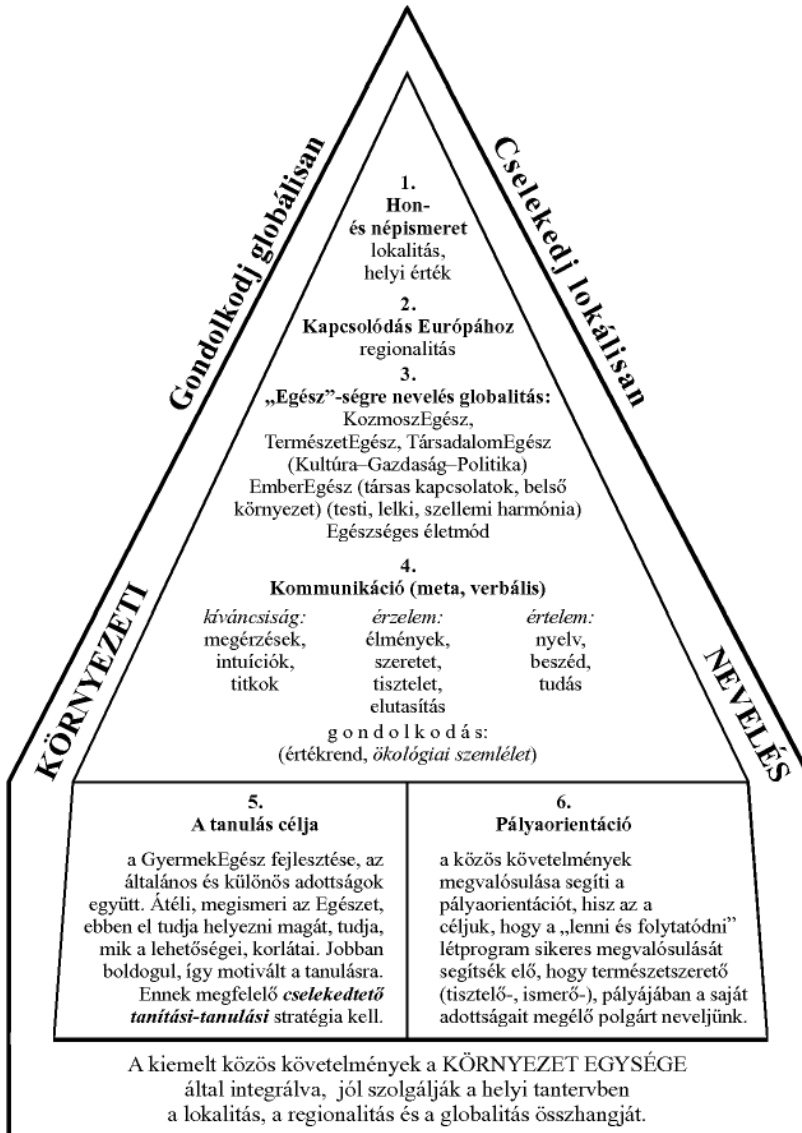 Gondolkodj globálisan
Cselekedj lokálisan
KÖRNYEZETI
NEVELÉS
1.
Hon-
és népismeret
lokalitás,
helyi érték
2.
Kapcsolódás Európához
regionalitás
3.
„Egész”-ségre nevelés globalitás:
KozmoszEgész,
TermészetEgész, TársadalomEgész
(Kultúra–Gazdaság–Politika)
EmberEgész (társas kapcsolatok, belső
környezet) (testi, lelki, szellemi harmónia)
Egészséges életmód
4.
Kommunikáció (meta, verbális)
kíváncsiság:
megérzések,
intuíciók,
titkok
érzelem:
élmények,
szeretet,
tisztelet,
elutasítás
értelem:
nyelv,
beszéd,
tudás
g o n d o l k o d á s:
(értékrend, ökológiai szemlélet)
5.
A tanulás célja
a GyermekEgész fejlesztése, az
általános és különös adottságok
együtt. Átéli, megismeri az Egészet,
ebben el tudja helyezni magát, tudja,
mik a lehetőségei, korlátai. Jobban
boldogul, így motivált a tanulásra.
Ennek megfelelő cselekedtető
tanítási-tanulási stratégia kell.
6.
Pályaorientáció
a közös követelmények
megvalósulása segíti a
pályaorientációt, hisz az a
céljuk, hogy a „lenni és folytatódni”
létprogram sikeres megvalósulását
segítsék elő, hogy természetszerető
(tisztelő-, ismerő-), pályájában a saját
adottságait megélő polgárt neveljünk.
A kiemelt közös követelmények a KÖRNYEZET EGYSÉGE
által integrálva, jól szolgálják a helyi tantervben
a lokalitás, a regionalitás és a globalitás összhangját.